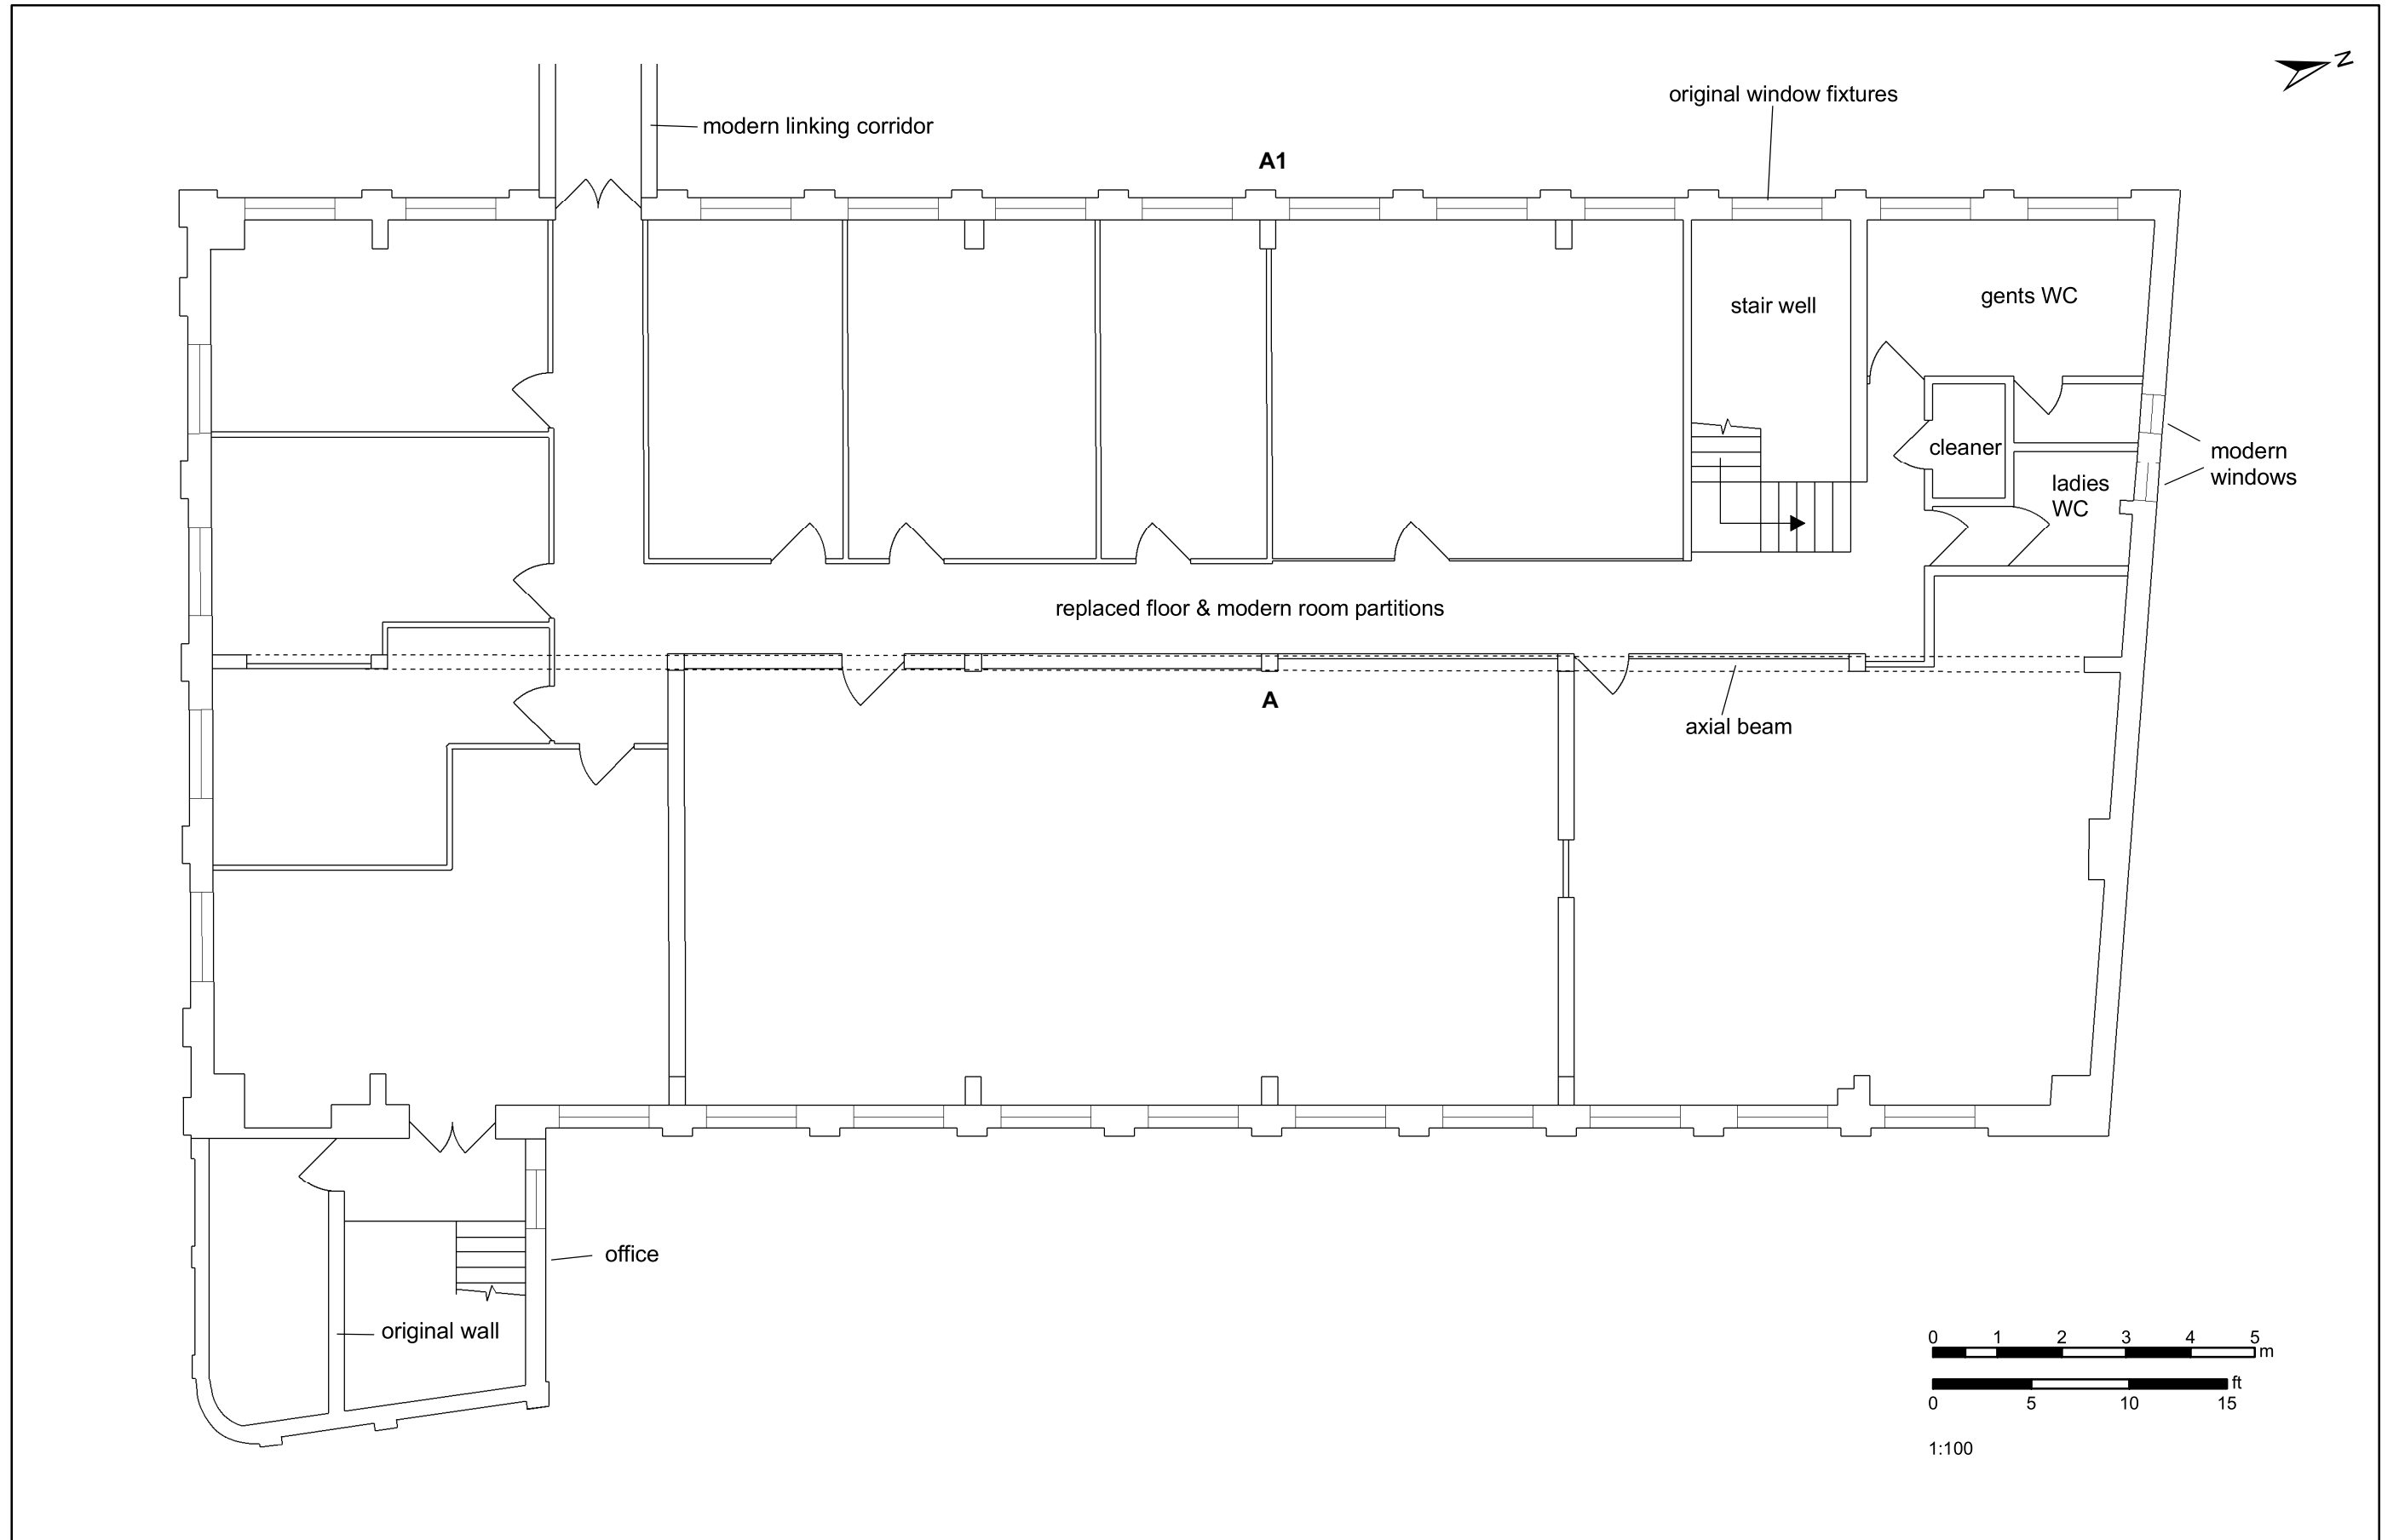 N
original window fixtures
modern linking corridor
A1
gents WC
stair well
cleaner
modern
windows
ladies
WC
replaced floor & modern room partitions
A
axial beam
office
original wall
0 1 2 3 4 5
m
ft
0 5 10 15
1:100